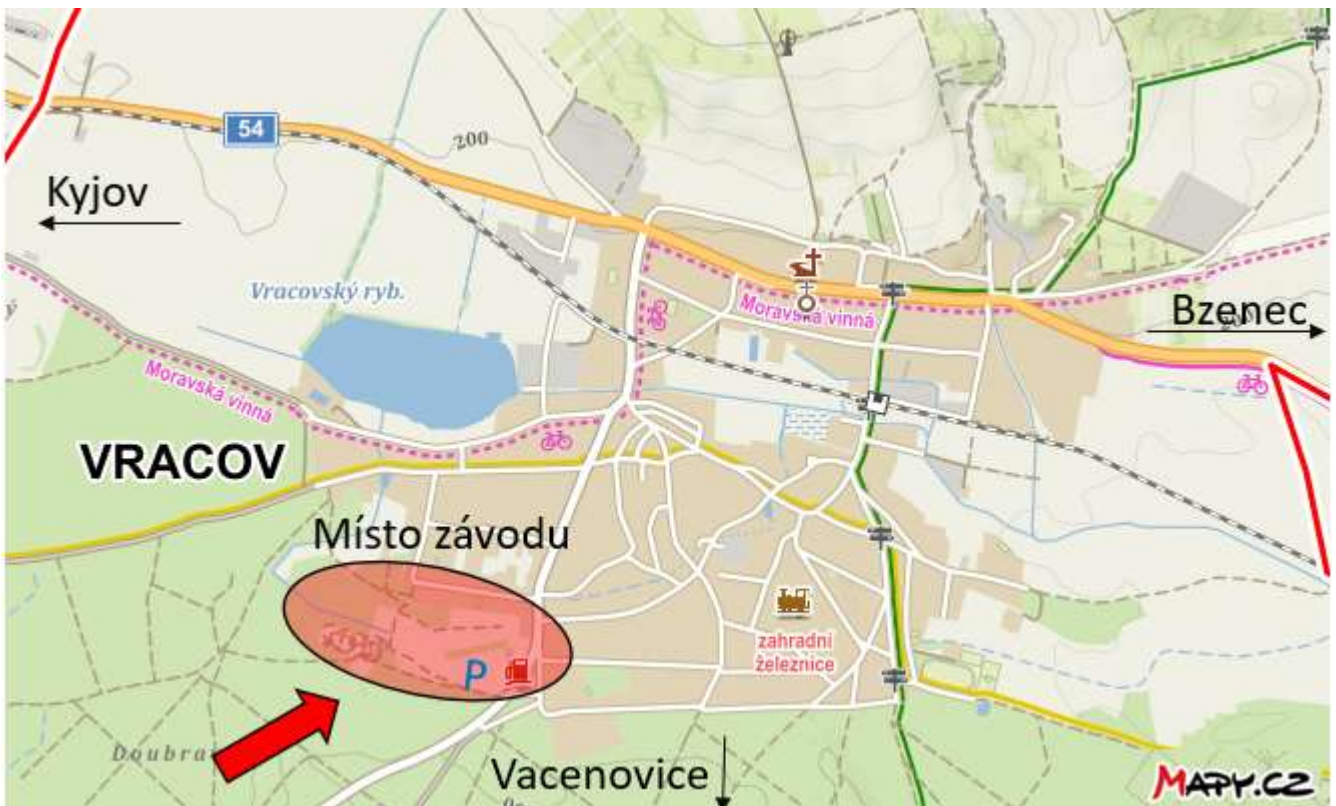 54
200
Kyjov
Vracovský ryb.
Moravská vinná
Bzenec
Moravská vinná
VRACOV
Místo závodu
zahradní
železnice
P
Vacenovice
MAPY.CZ